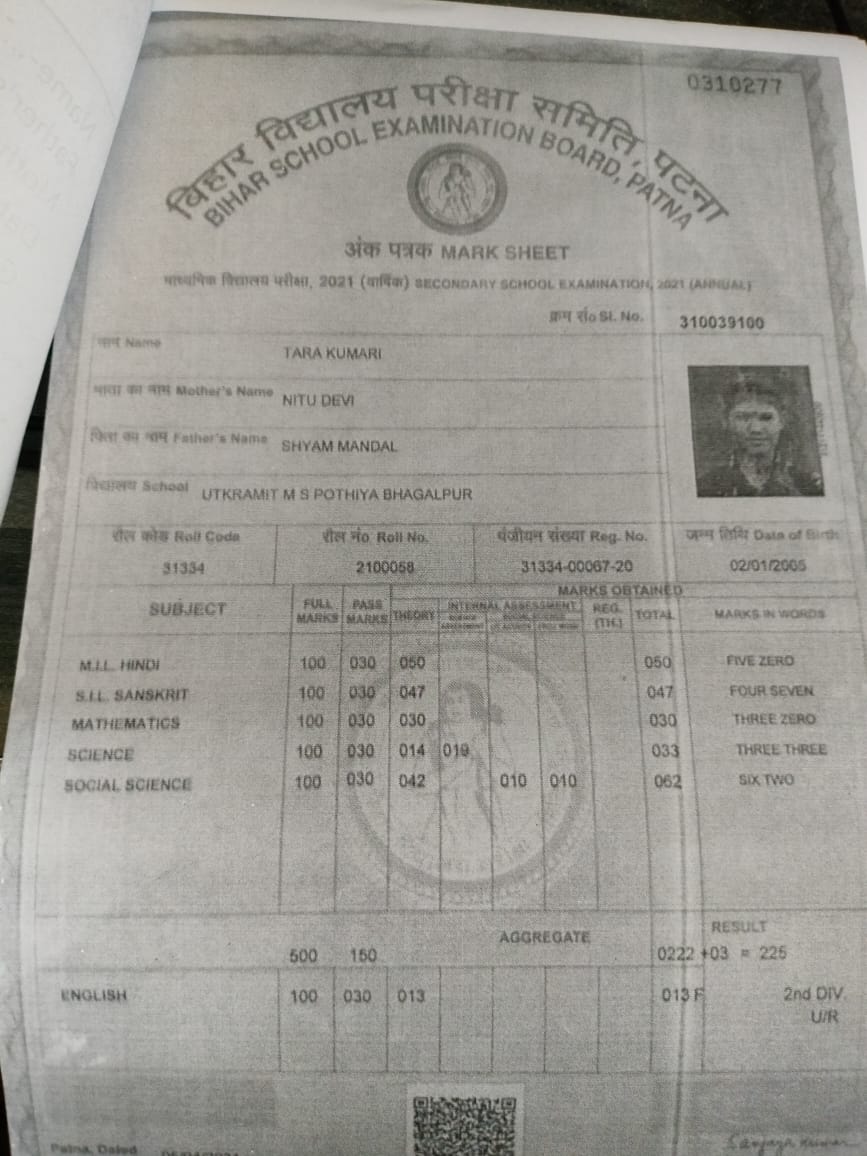 0310277
बिहार विद्यालय परीक्षा समिति, पटना
BIHAR SCHOOL EXAMINATION BOARD, PATNA
अंक पत्रक MARK SHEET
माध्यमिक विद्यालय परीक्षा, 2021 (वार्षिक) SECONDARY SCHOOL EXAMINATION, 2021 (ANNUAL)
क्रम सं० Sl. No. 310039100
नाम Name TARA KUMARI
माता का नाम Mother's Name NITU DEVI
पिता का नाम Father's Name SHYAM MANDAL
विद्यालय School UTKRAMIT M S POTHIYA BHAGALPUR
रौल कोड Roll Code रौल नं० Roll No. पंजीयन संख्या Reg. No. जन्म तिथि Date of Birth
31334 2100058 31334-00067-20 02/01/2005
MARKS OBTAINED
SUBJECT FULL MARKS PASS MARKS THEORY INTERNAL ASSESSMENT REG. (TH.) TOTAL MARKS IN WORDS
M.I.L. HINDI 100 030 050 050 FIVE ZERO
S.I.L. SANSKRIT 100 030 047 047 FOUR SEVEN
MATHEMATICS 100 030 030 030 THREE ZERO
SCIENCE 100 030 014 019 033 THREE THREE
SOCIAL SCIENCE 100 030 042 010 010 062 SIX TWO
AGGREGATE RESULT
500 150 0222 +03 = 225
ENGLISH 100 030 013 013 F 2nd DIV.
U/R
Patna, Dated
Sanjaya Kumar